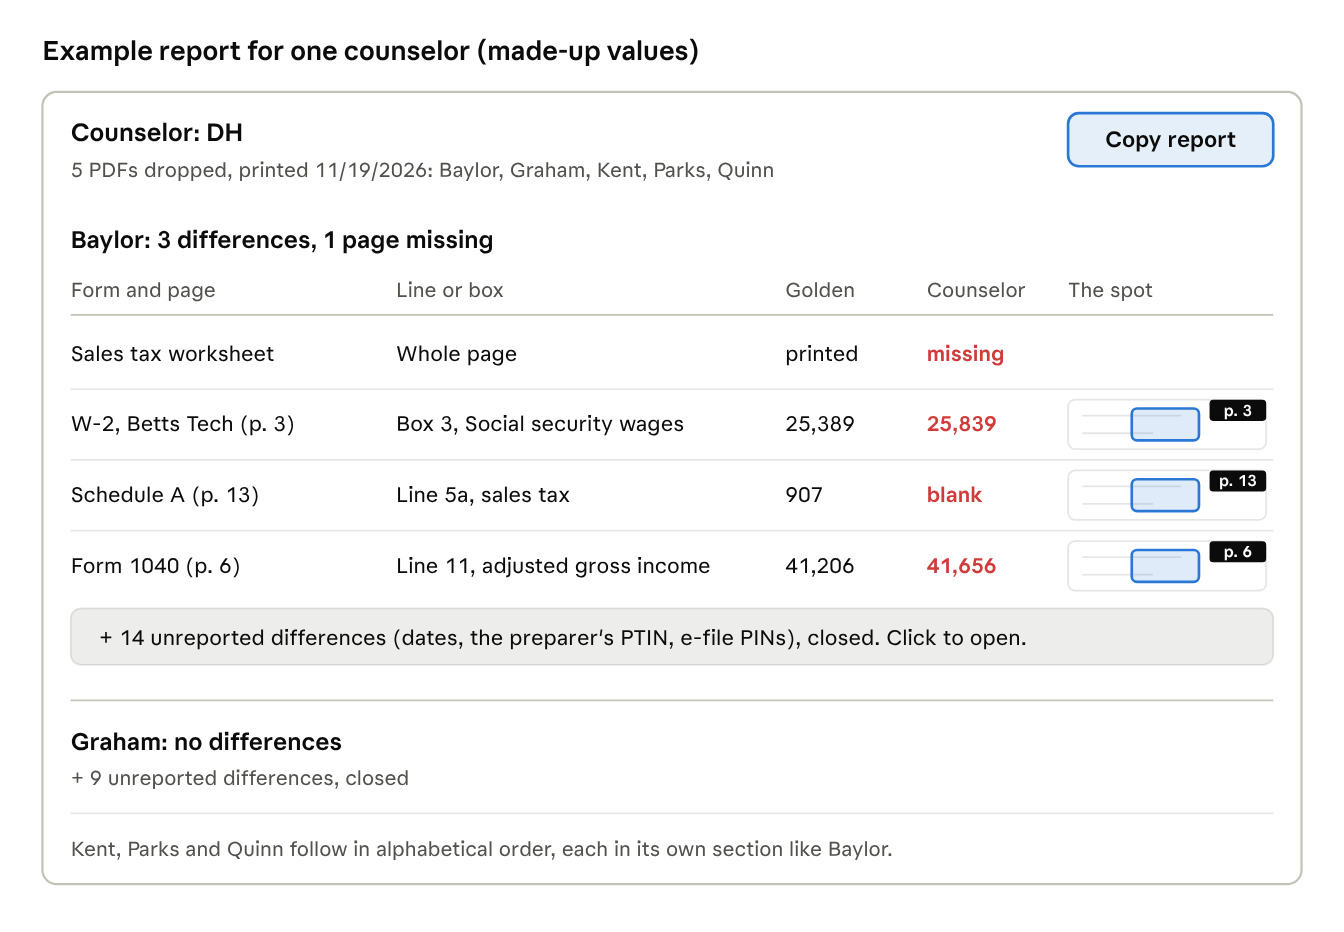 Example report for one counselor (made-up values)
Counselor: DH
Copy report
5 PDFs dropped, printed 11/19/2026: Baylor, Graham, Kent, Parks, Quinn
Baylor: 3 differences, 1 page missing
Form and page Line or box Golden Counselor The spot
Sales tax worksheet Whole page printed missing
W-2, Betts Tech (p. 3) Box 3, Social security wages 25,389 25,839 p. 3
Schedule A (p. 13) Line 5a, sales tax 907 blank p. 13
Form 1040 (p. 6) Line 11, adjusted gross income 41,206 41,656 p. 6
+ 14 unreported differences (dates, the preparer's PTIN, e-file PINs), closed. Click to open.
Graham: no differences
+ 9 unreported differences, closed
Kent, Parks and Quinn follow in alphabetical order, each in its own section like Baylor.